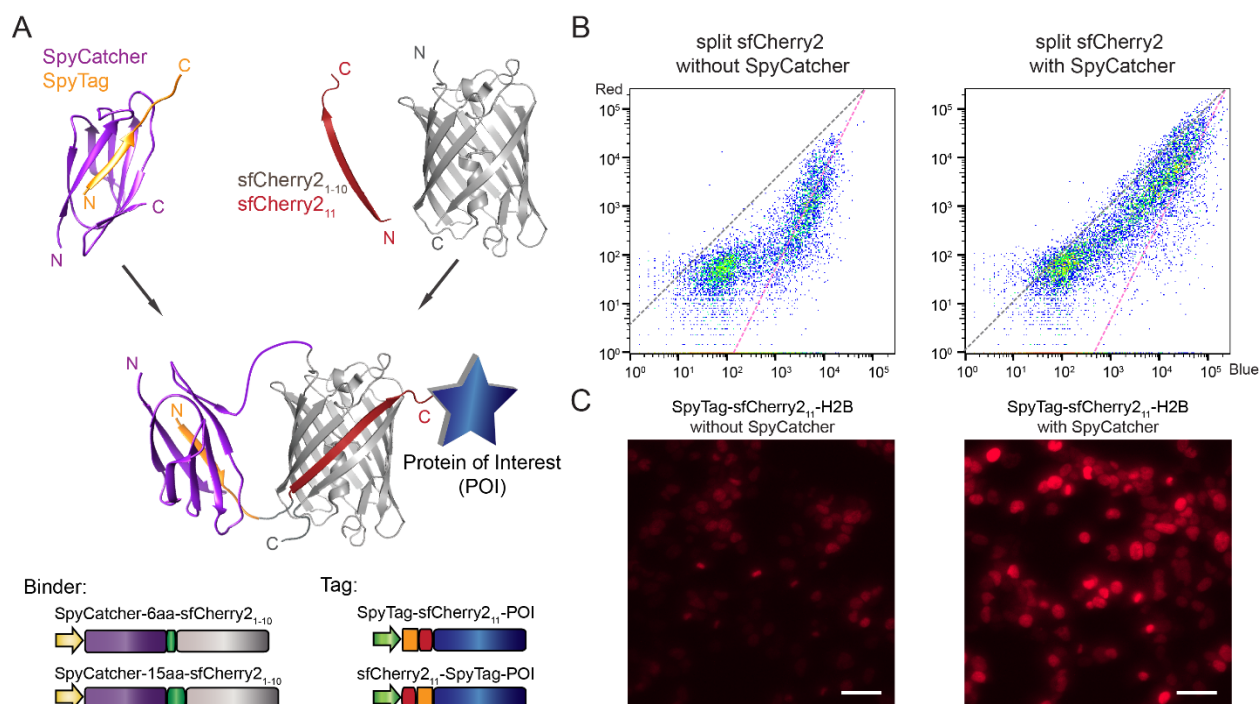 A
SpyCatcher
SpyTag
C
N
C
N
C
N
sfCherry2₁₋₁₀
sfCherry2₁₁
N
C
N
N
C
C
Protein of Interest
(POI)
Binder:
SpyCatcher-6aa-sfCherry2₁₋₁₀
SpyCatcher-15aa-sfCherry2₁₋₁₀
Tag:
SpyTag-sfCherry2₁₁-POI
sfCherry2₁₁-SpyTag-POI
B
split sfCherry2
without SpyCatcher
Red
10⁵
10⁴
10³
10²
10¹
10⁰
10⁰ 10¹ 10² 10³ 10⁴ 10⁵
split sfCherry2
with SpyCatcher
10⁵
10⁴
10³
10²
10¹
10⁰
10⁰ 10¹ 10² 10³ 10⁴ 10⁵ Blue
C
SpyTag-sfCherry2₁₁-H2B
without SpyCatcher
SpyTag-sfCherry2₁₁-H2B
with SpyCatcher